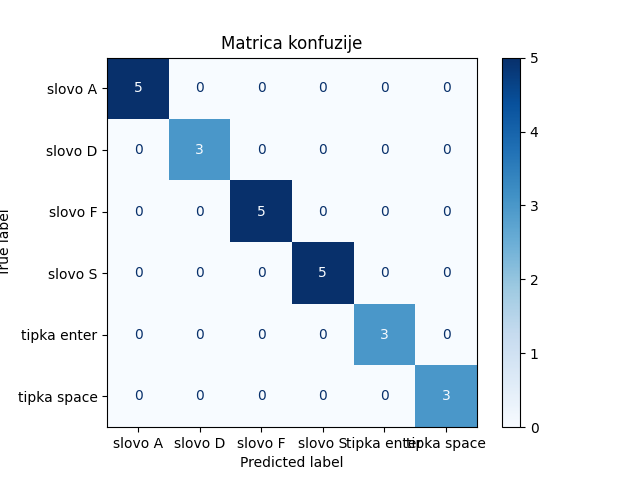 Matrica konfuzije
slovo A 5 0 0 0 0 0
slovo D 0 3 0 0 0 0
slovo F 0 0 5 0 0 0
slovo S 0 0 0 5 0 0
tipka enter 0 0 0 0 3 0
tipka space 0 0 0 0 0 3
slovo A slovo D slovo F slovo S tipka enter tipka space
Predicted label
True label
5
4
3
2
1
0